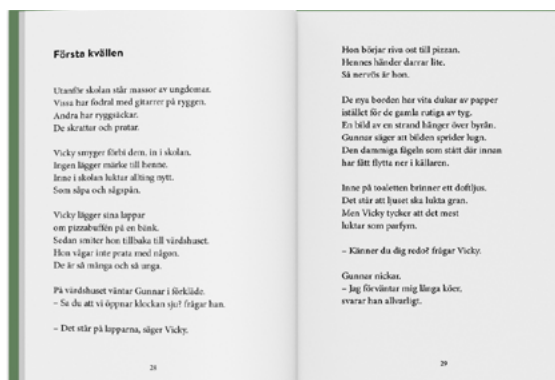 Första kvällen
Utanför skolan står massor av ungdomar.
Vissa har fodral med gitarrer på ryggen.
Andra har ryggsäckar.
De skrattar och pratar.
Vicky smyger förbi dem, in i skolan.
Ingen lägger märke till henne.
Inne i skolan luktar allting nytt.
Som såpa och sågspån.
Vicky lägger sina lappar
om pizzabuffén på en bänk.
Sedan smiter hon tillbaka till värdshuset.
Hon vågar inte prata med någon.
De är så många och så unga.
På värdshuset väntar Gunnar i förkläde.
– Sa du att vi öppnar klockan sju? frågar han.
– Det står på lapparna, säger Vicky.
28
Hon börjar riva ost till pizzan.
Hennes händer darrar lite.
Så nervös är hon.
De nya borden har vita dukar av papper
istället för de gamla rutiga av tyg.
En bild av en strand hänger över byrån.
Gunnar säger att bilden sprider lugn.
Den dammiga fågeln som stått där innan
har fått flytta ner i källaren.
Inne på toaletten brinner ett doftljus.
Det står att ljuset ska lukta gran.
Men Vicky tycker att det mest
luktar som parfym.
– Känner du dig redo? frågar Vicky.
Gunnar nickar.
– Jag förväntar mig långa köer,
svarar han allvarligt.
29